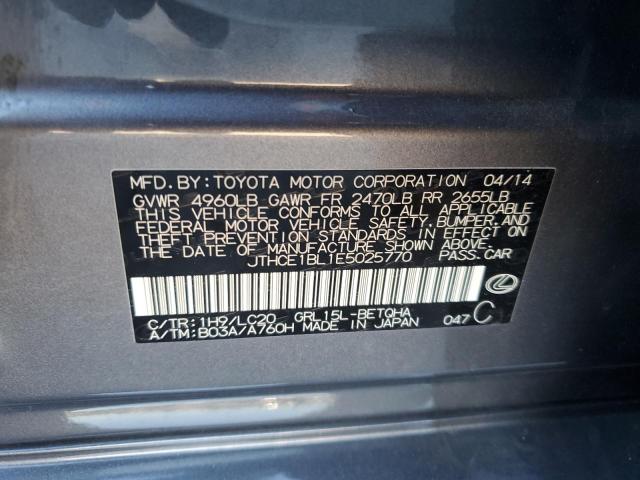 MFD. BY: TOYOTA MOTOR CORPORATION 04/14
GVWR 4960LB GAWR FR 2470LB RR 2655LB
THIS VEHICLE CONFORMS TO ALL APPLICABLE
FEDERAL MOTOR VEHICLE SAFETY, BUMPER, AND
THEFT PREVENTION STANDARDS IN EFFECT ON
THE DATE OF MANUFACTURE SHOWN ABOVE.
JTHCE1BL1E5025770 PASS.CAR
C/TR: 1H9/LC20 GRL15L-BETQHA
A/TM: B03A/A760H MADE IN JAPAN 047 C